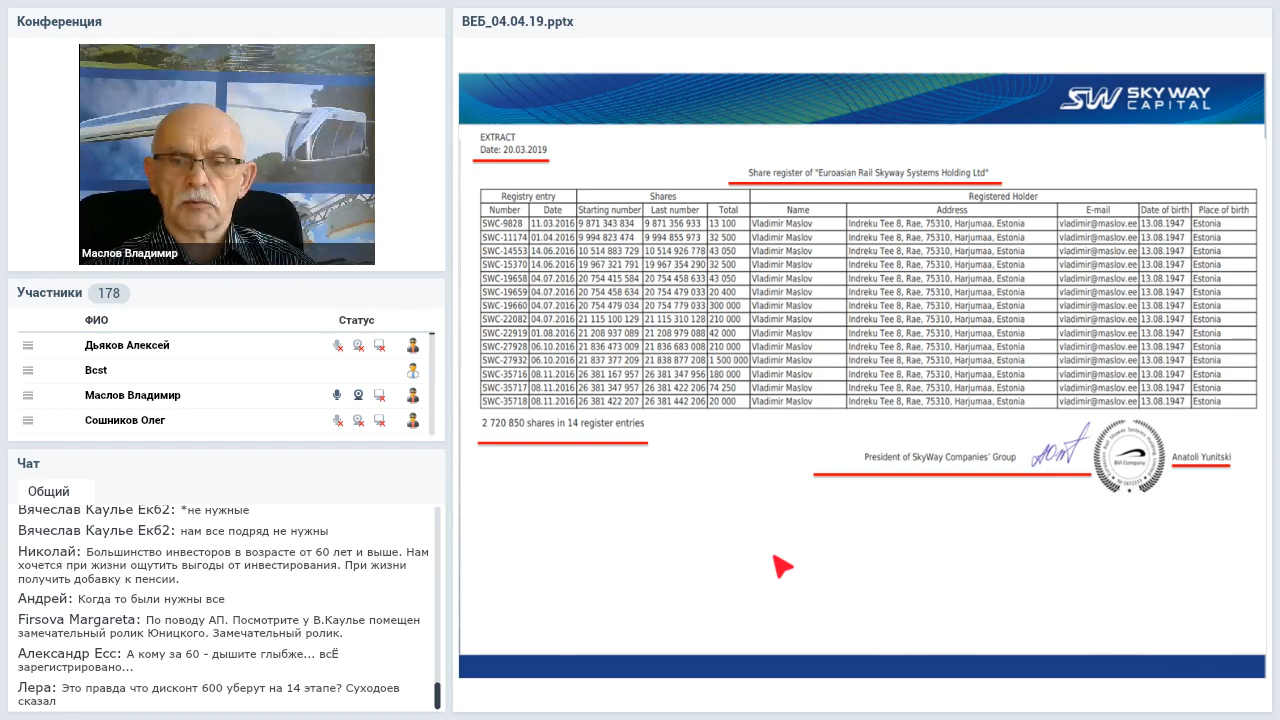 Конференция
Маслов Владимир
Участники 178
ФИО Статус
Дьяков Алексей
Bcst
Маслов Владимир
Сошников Олег
Чат
Общий
Вячеслав Каулье Екб2: *не нужные
Вячеслав Каулье Екб2: нам все подряд не нужны
Николай: Большинство инвесторов в возрасте от 60 лет и выше. Нам
хочется при жизни ощутить выгоды от инвестирования. При жизни
получить добавку к пенсии.
Андрей: Когда то были нужны все
Firsova Margareta: По поводу АП. Посмотрите у В.Каулье помещен
замечательный ролик Юницкого. Замечательный ролик.
Александр Есс: А кому за 60 - дышите глыбже... всЁ
зарегистрировано...
Лера: Это правда что дисконт 600 уберут на 14 этапе? Суходоев
сказал
ВЕБ_04.04.19.pptx
SW SKY WAY
CAPITAL
EXTRACT
Date: 20.03.2019
Share register of "Euroasian Rail Skyway Systems Holding Ltd"
Registry entry Shares Registered Holder
Number Date Starting number Last number Total Name Address E-mail Date of birth Place of birth
SWC-9828 11.03.2016 9 871 343 834 9 871 356 933 13 100 Vladimir Maslov Indreku Tee 8, Rae, 75310, Harjumaa, Estonia vladimir@maslov.ee 13.08.1947 Estonia
SWC-11174 01.04.2016 9 994 823 474 9 994 855 973 32 500 Vladimir Maslov Indreku Tee 8, Rae, 75310, Harjumaa, Estonia vladimir@maslov.ee 13.08.1947 Estonia
SWC-14553 14.06.2016 10 514 883 729 10 514 926 778 43 050 Vladimir Maslov Indreku Tee 8, Rae, 75310, Harjumaa, Estonia vladimir@maslov.ee 13.08.1947 Estonia
SWC-15370 14.06.2016 19 967 321 791 19 967 354 290 32 500 Vladimir Maslov Indreku Tee 8, Rae, 75310, Harjumaa, Estonia vladimir@maslov.ee 13.08.1947 Estonia
SWC-19658 04.07.2016 20 754 415 584 20 754 458 633 43 050 Vladimir Maslov Indreku Tee 8, Rae, 75310, Harjumaa, Estonia vladimir@maslov.ee 13.08.1947 Estonia
SWC-19659 04.07.2016 20 754 458 634 20 754 479 033 20 400 Vladimir Maslov Indreku Tee 8, Rae, 75310, Harjumaa, Estonia vladimir@maslov.ee 13.08.1947 Estonia
SWC-19660 04.07.2016 20 754 479 034 20 754 779 033 300 000 Vladimir Maslov Indreku Tee 8, Rae, 75310, Harjumaa, Estonia vladimir@maslov.ee 13.08.1947 Estonia
SWC-22082 04.07.2016 21 115 100 129 21 115 310 128 210 000 Vladimir Maslov Indreku Tee 8, Rae, 75310, Harjumaa, Estonia vladimir@maslov.ee 13.08.1947 Estonia
SWC-22919 01.08.2016 21 208 937 089 21 208 979 088 42 000 Vladimir Maslov Indreku Tee 8, Rae, 75310, Harjumaa, Estonia vladimir@maslov.ee 13.08.1947 Estonia
SWC-27928 06.10.2016 21 836 473 009 21 836 683 008 210 000 Vladimir Maslov Indreku Tee 8, Rae, 75310, Harjumaa, Estonia vladimir@maslov.ee 13.08.1947 Estonia
SWC-27932 06.10.2016 21 837 377 209 21 838 877 208 1 500 000 Vladimir Maslov Indreku Tee 8, Rae, 75310, Harjumaa, Estonia vladimir@maslov.ee 13.08.1947 Estonia
SWC-35716 08.11.2016 26 381 167 957 26 381 347 956 180 000 Vladimir Maslov Indreku Tee 8, Rae, 75310, Harjumaa, Estonia vladimir@maslov.ee 13.08.1947 Estonia
SWC-35717 08.11.2016 26 381 347 957 26 381 422 206 74 250 Vladimir Maslov Indreku Tee 8, Rae, 75310, Harjumaa, Estonia vladimir@maslov.ee 13.08.1947 Estonia
SWC-35718 08.11.2016 26 381 422 207 26 381 442 206 20 000 Vladimir Maslov Indreku Tee 8, Rae, 75310, Harjumaa, Estonia vladimir@maslov.ee 13.08.1947 Estonia
2 720 850 shares in 14 register entries
President of SkyWay Companies' Group
BVI Company
Anatoli Yunitski